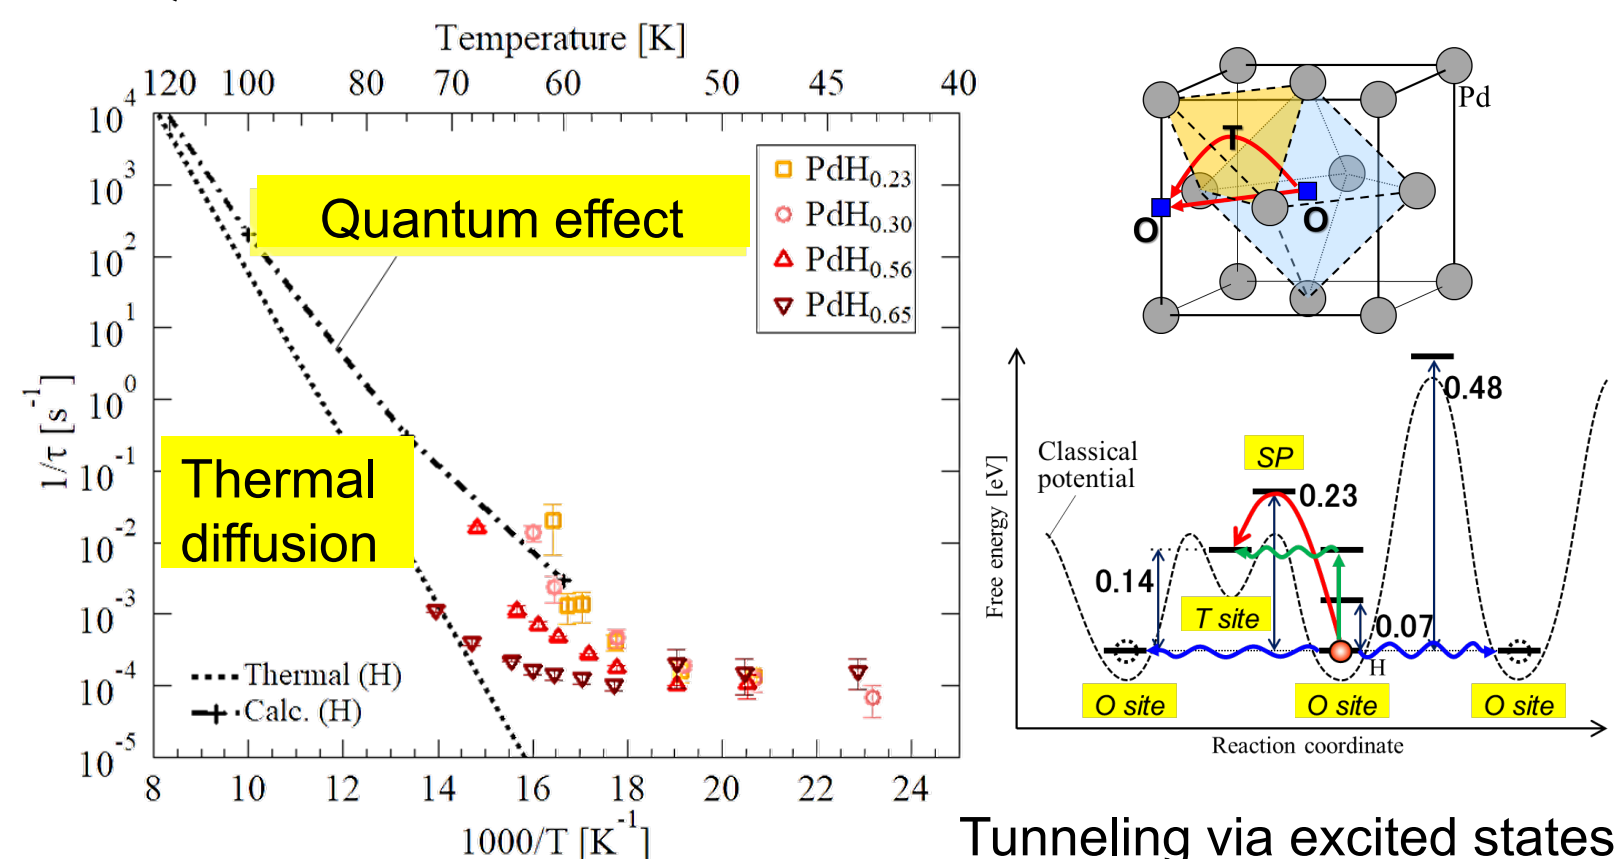 Temperature [K]
120 100 80 70 60 50 45 40
10^4
10^3
10^2
10^1
10^0
10^-1
10^-2
10^-3
10^-4
10^-5
1/τ [s^-1]
Quantum effect
Thermal
diffusion
PdH_0.23
PdH_0.30
PdH_0.56
PdH_0.65
Thermal (H)
Calc. (H)
8 10 12 14 16 18 20 22 24
1000/T [K^-1]
Pd
T
O
O
Free energy [eV]
Classical
potential
SP
0.48
0.23
0.14
T site
0.07
H
O site
O site
O site
Reaction coordinate
Tunneling via excited states